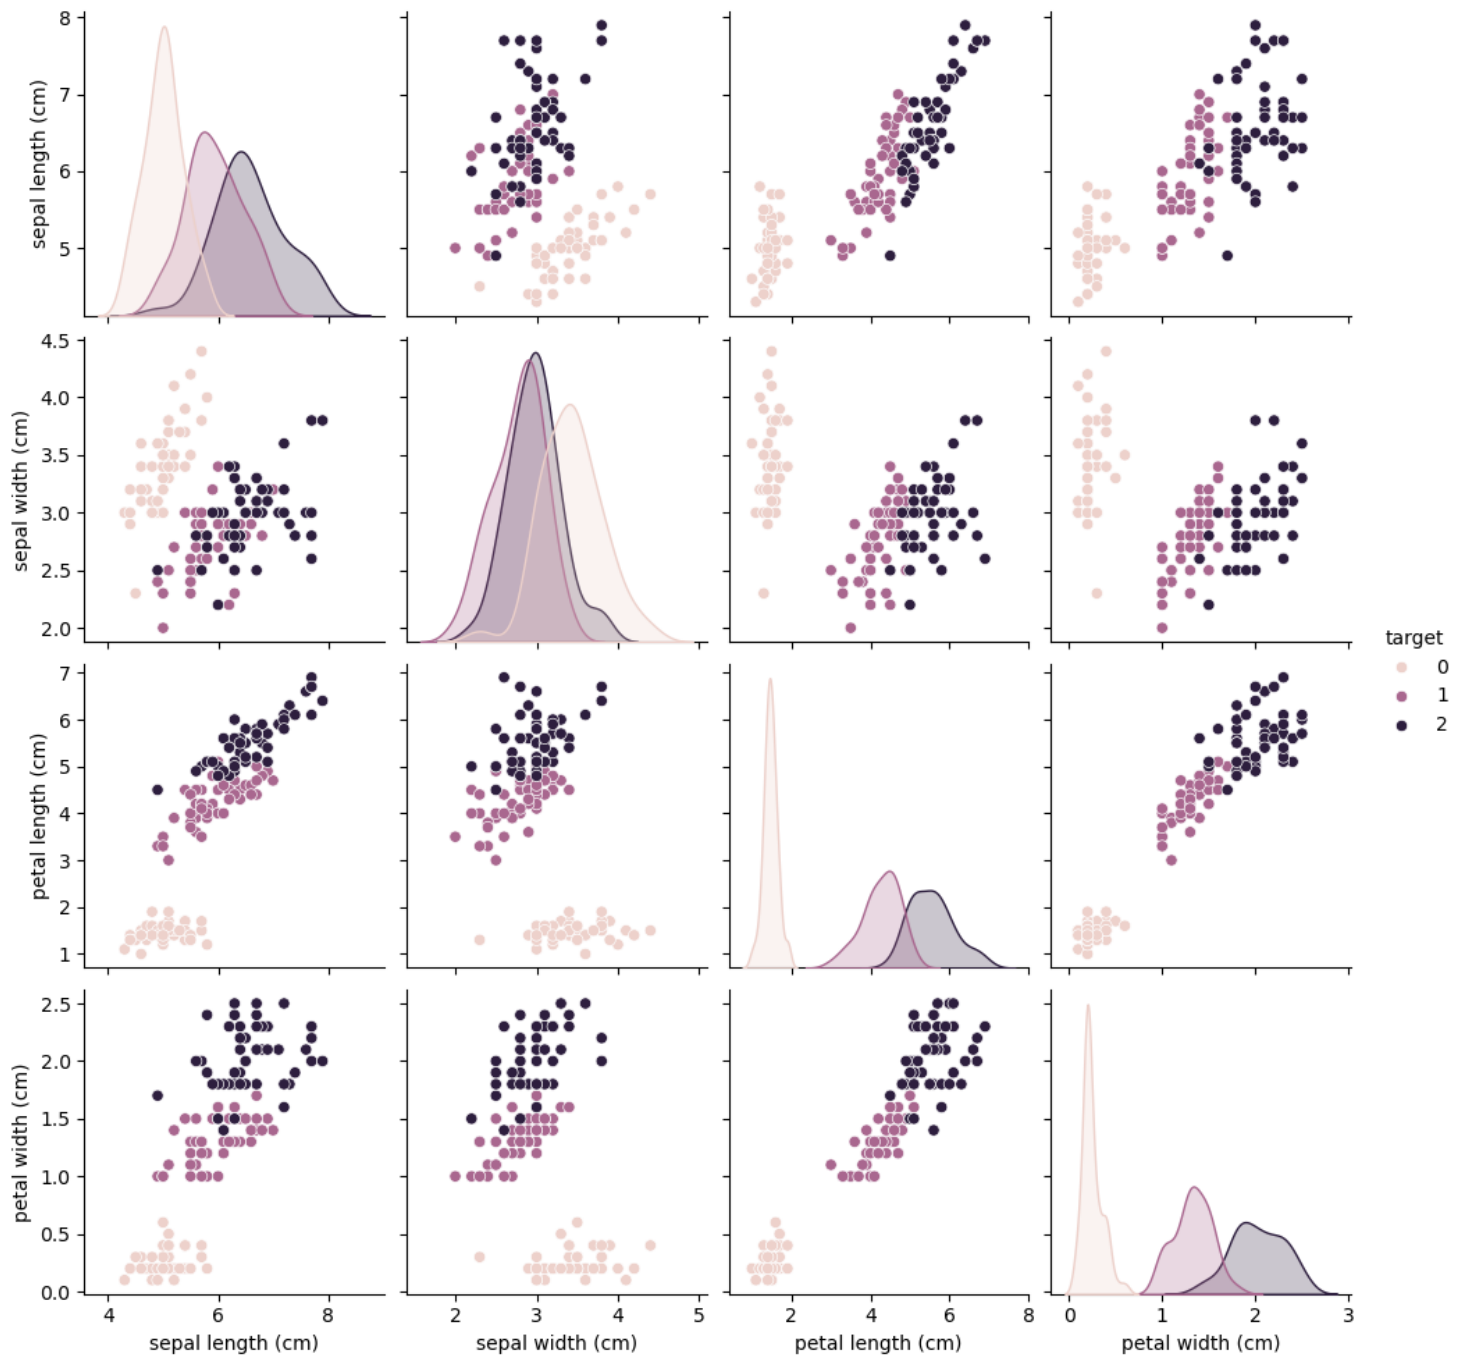 8
7
6
5
sepal length (cm)
4.5
4.0
3.5
3.0
2.5
2.0
sepal width (cm)
target
0
1
2
7
6
5
4
3
2
1
petal length (cm)
2.5
2.0
1.5
1.0
0.5
0.0
petal width (cm)
4 6 8
sepal length (cm)
2 3 4 5
sepal width (cm)
2 4 6 8
petal length (cm)
0 1 2 3
petal width (cm)